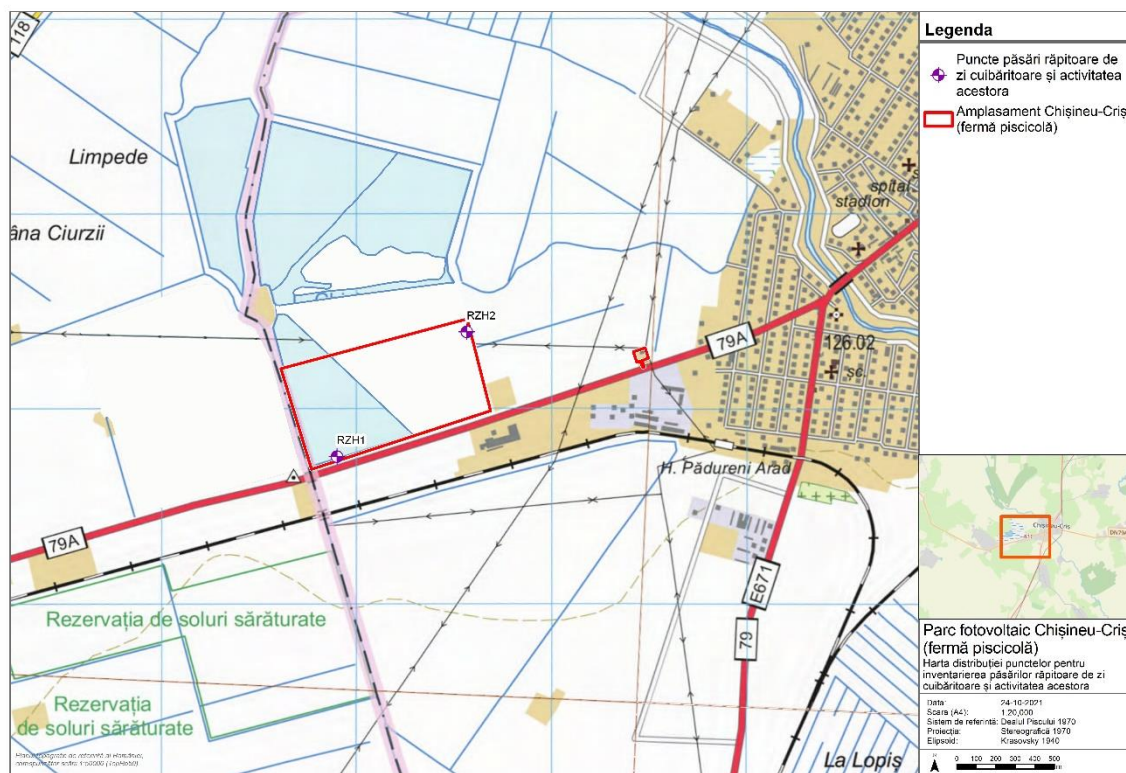 118
Limpede
âna Ciurzii
RZH2
RZH1
79A
79A
spital
stadion
126.02
șc.
H. Pădureni Arad
E671
79
Rezervația de soluri sărăturate
Rezervația
de soluri sărăturate
La Lopiș
Legenda
Puncte păsări răpitoare de
zi cuibăritoare și activitatea
acestora
Amplasament Chișineu-Criș
(fermă piscicolă)
Chișineu-Criș
Parc fotovoltaic Chișineu-Criș
(fermă piscicolă)
Harta distribuției punctelor pentru
inventarierea păsărilor răpitoare de zi
cuibăritoare și activitatea acestora
Data: 24-10-2021
Scara (A4): 1:20,000
Sistem de referință: Dealul Piscului 1970
Proiecția: Stereografică 1970
Elipsoid: Krasovsky 1940
0 100 200 300 400 500